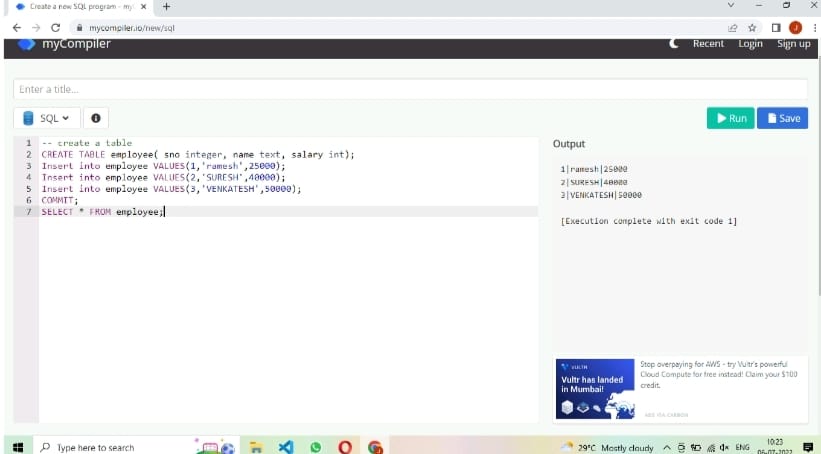 Create a new SQL program - my
mycompiler.io/new/sql
myCompiler
Recent Login Sign up
Enter a title...
SQL
Run Save
1 -- create a table
2 CREATE TABLE employee( sno integer, name text, salary int);
3 Insert into employee VALUES(1,'ramesh',25000);
4 Insert into employee VALUES(2,'SURESH',40000);
5 Insert into employee VALUES(3,'VENKATESH',50000);
6 COMMIT;
7 SELECT * FROM employee;
Output
1|ramesh|25000
2|SURESH|40000
3|VENKATESH|50000
[Execution complete with exit code 1]
VULTR
Vultr has landed
in Mumbai!
Stop overpaying for AWS - try Vultr's powerful
Cloud Compute for free instead! Claim your $100
credit.
ADS VIA CARBON
Type here to search
29°C Mostly cloudy
ENG
10:23
06-07-2022